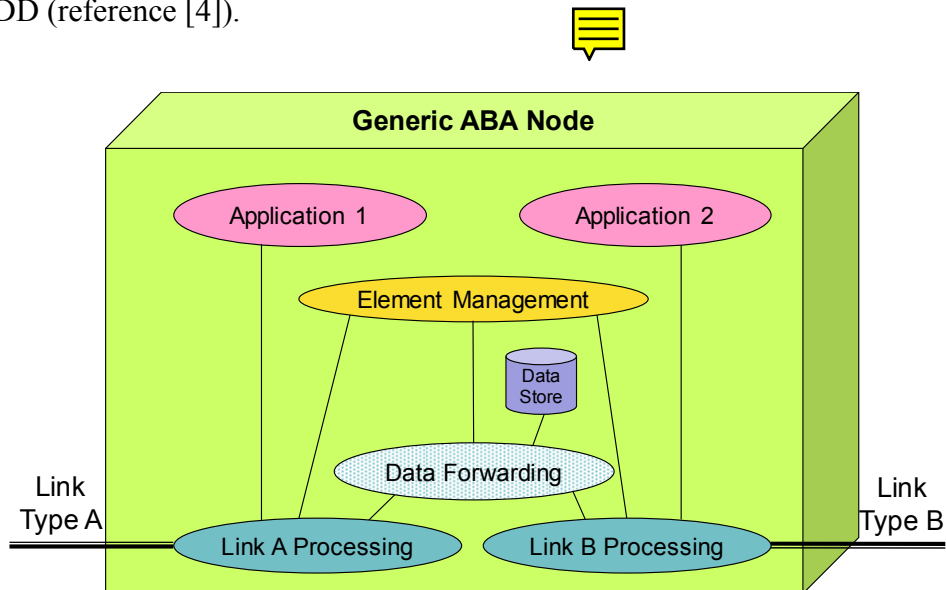 DD (reference [4]).
Generic ABA Node
Application 1
Application 2
Element Management
Data
Store
Data Forwarding
Link
Type A
Link
Type B
Link A Processing
Link B Processing